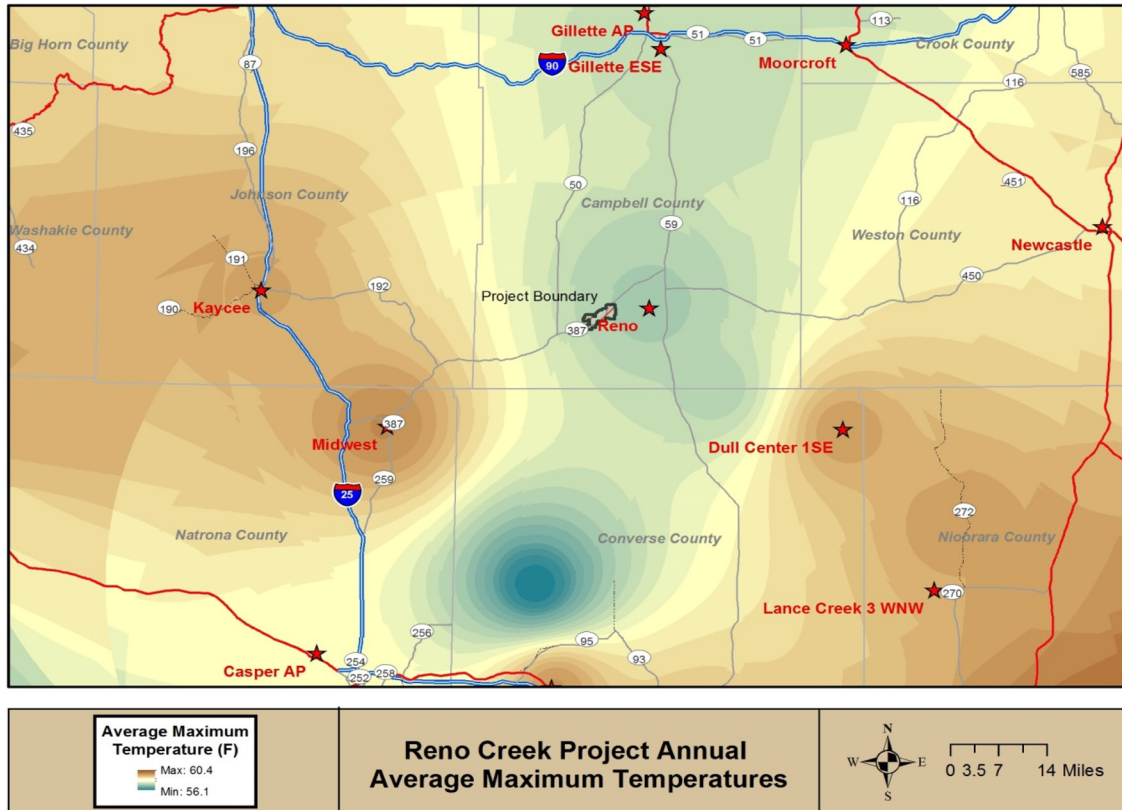 Gillette AP
113
51
51
Big Horn County
Crook County
87
90
Gillette ESE
Moorcroft
585
116
435
196
50
451
Johnson County
Campbell County
116
59
Washakie County
Weston County
434
Newcastle
191
450
192
Project Boundary
190
Kaycee
387
Reno
387
Midwest
Dull Center 1SE
259
25
272
Natrona County
Converse County
Niobrara County
270
Lance Creek 3 WNW
256
95
254
93
Casper AP
258
252
Average Maximum
Temperature (F)
Max: 60.4
Min: 56.1
Reno Creek Project Annual
Average Maximum Temperatures
N
W
E
S
0 3.5 7 14 Miles